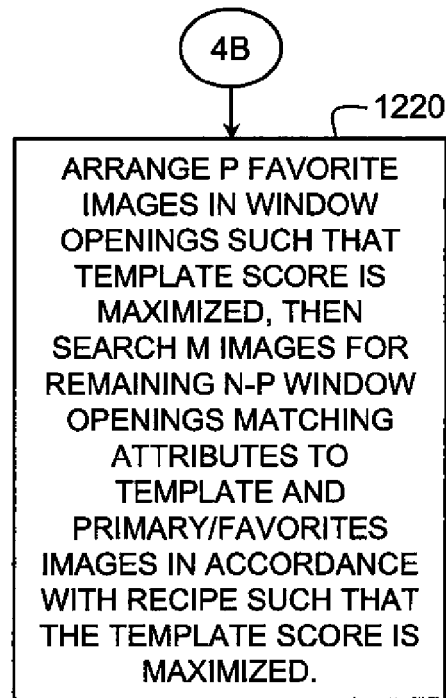 4B
1220
ARRANGE P FAVORITE
IMAGES IN WINDOW
OPENINGS SUCH THAT
TEMPLATE SCORE IS
MAXIMIZED, THEN
SEARCH M IMAGES FOR
REMAINING N-P WINDOW
OPENINGS MATCHING
ATTRIBUTES TO
TEMPLATE AND
PRIMARY/FAVORITES
IMAGES IN ACCORDANCE
WITH RECIPE SUCH THAT
THE TEMPLATE SCORE IS
MAXIMIZED.